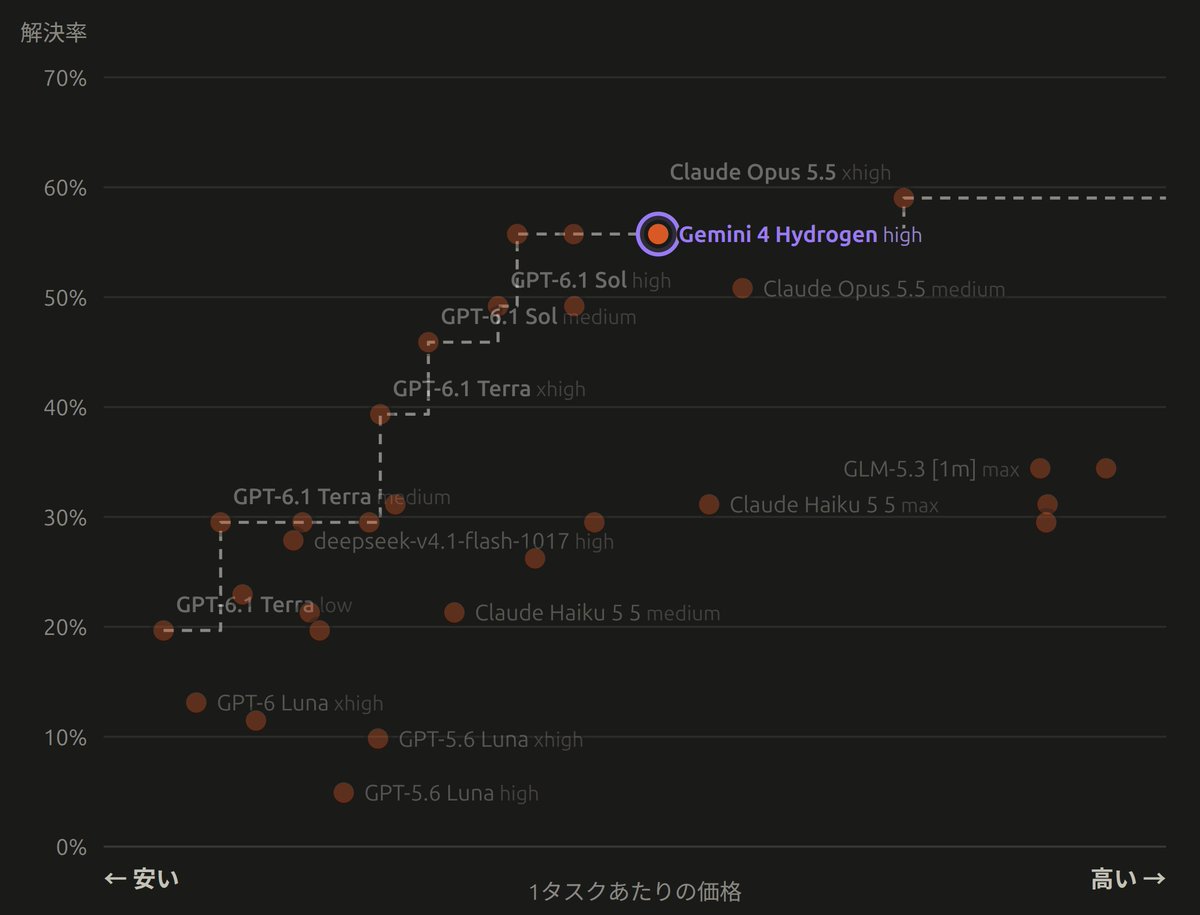 解決率
70%
Claude Opus 5.5 xhigh
60%
Gemini 4 Hydrogen high
GPT-6.1 Sol high
Claude Opus 5.5 medium
50%
GPT-6.1 Sol medium
GPT-6.1 Terra xhigh
40%
GLM-5.3 [1m] max
GPT-6.1 Terra medium
Claude Haiku 5 5 max
30%
deepseek-v4.1-flash-1017 high
GPT-6.1 Terra low
Claude Haiku 5 5 medium
20%
GPT-6 Luna xhigh
10%
GPT-5.6 Luna xhigh
GPT-5.6 Luna high
0%
← 安い
高い →
1タスクあたりの価格